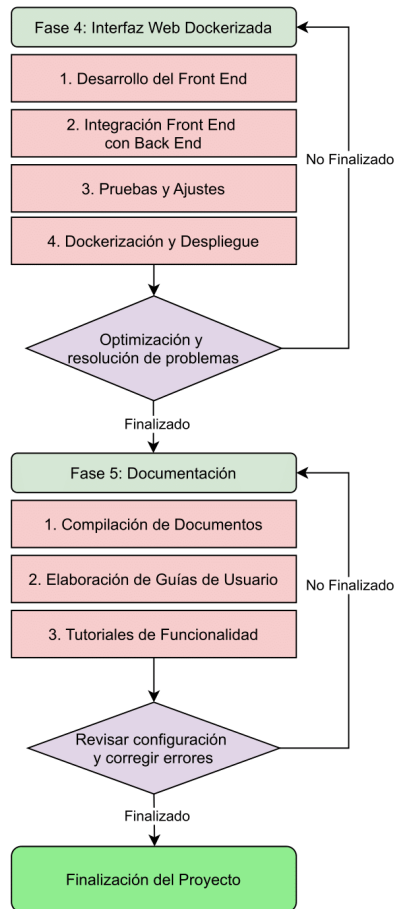 Fase 4: Interfaz Web Dockerizada
1. Desarrollo del Front End
2. Integración Front End
con Back End
No Finalizado
3. Pruebas y Ajustes
4. Dockerización y Despliegue
Optimización y
resolución de problemas
Finalizado
Fase 5: Documentación
1. Compilación de Documentos
2. Elaboración de Guías de Usuario
No Finalizado
3. Tutoriales de Funcionalidad
Revisar configuración
y corregir errores
Finalizado
Finalización del Proyecto